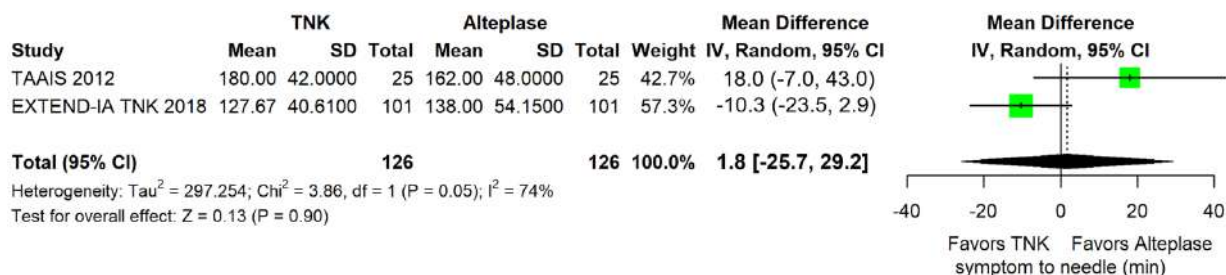 TNK Alteplase Mean Difference Mean Difference
Study Mean SD Total Mean SD Total Weight IV, Random, 95% CI IV, Random, 95% CI
TAAIS 2012 180.00 42.0000 25 162.00 48.0000 25 42.7% 18.0 (-7.0, 43.0)
EXTEND-IA TNK 2018 127.67 40.6100 101 138.00 54.1500 101 57.3% -10.3 (-23.5, 2.9)
Total (95% CI) 126 126 100.0% 1.8 [-25.7, 29.2]
Heterogeneity: Tau² = 297.254; Chi² = 3.86, df = 1 (P = 0.05); I² = 74%
Test for overall effect: Z = 0.13 (P = 0.90)
-40 -20 0 20 40
Favors TNK Favors Alteplase
symptom to needle (min)